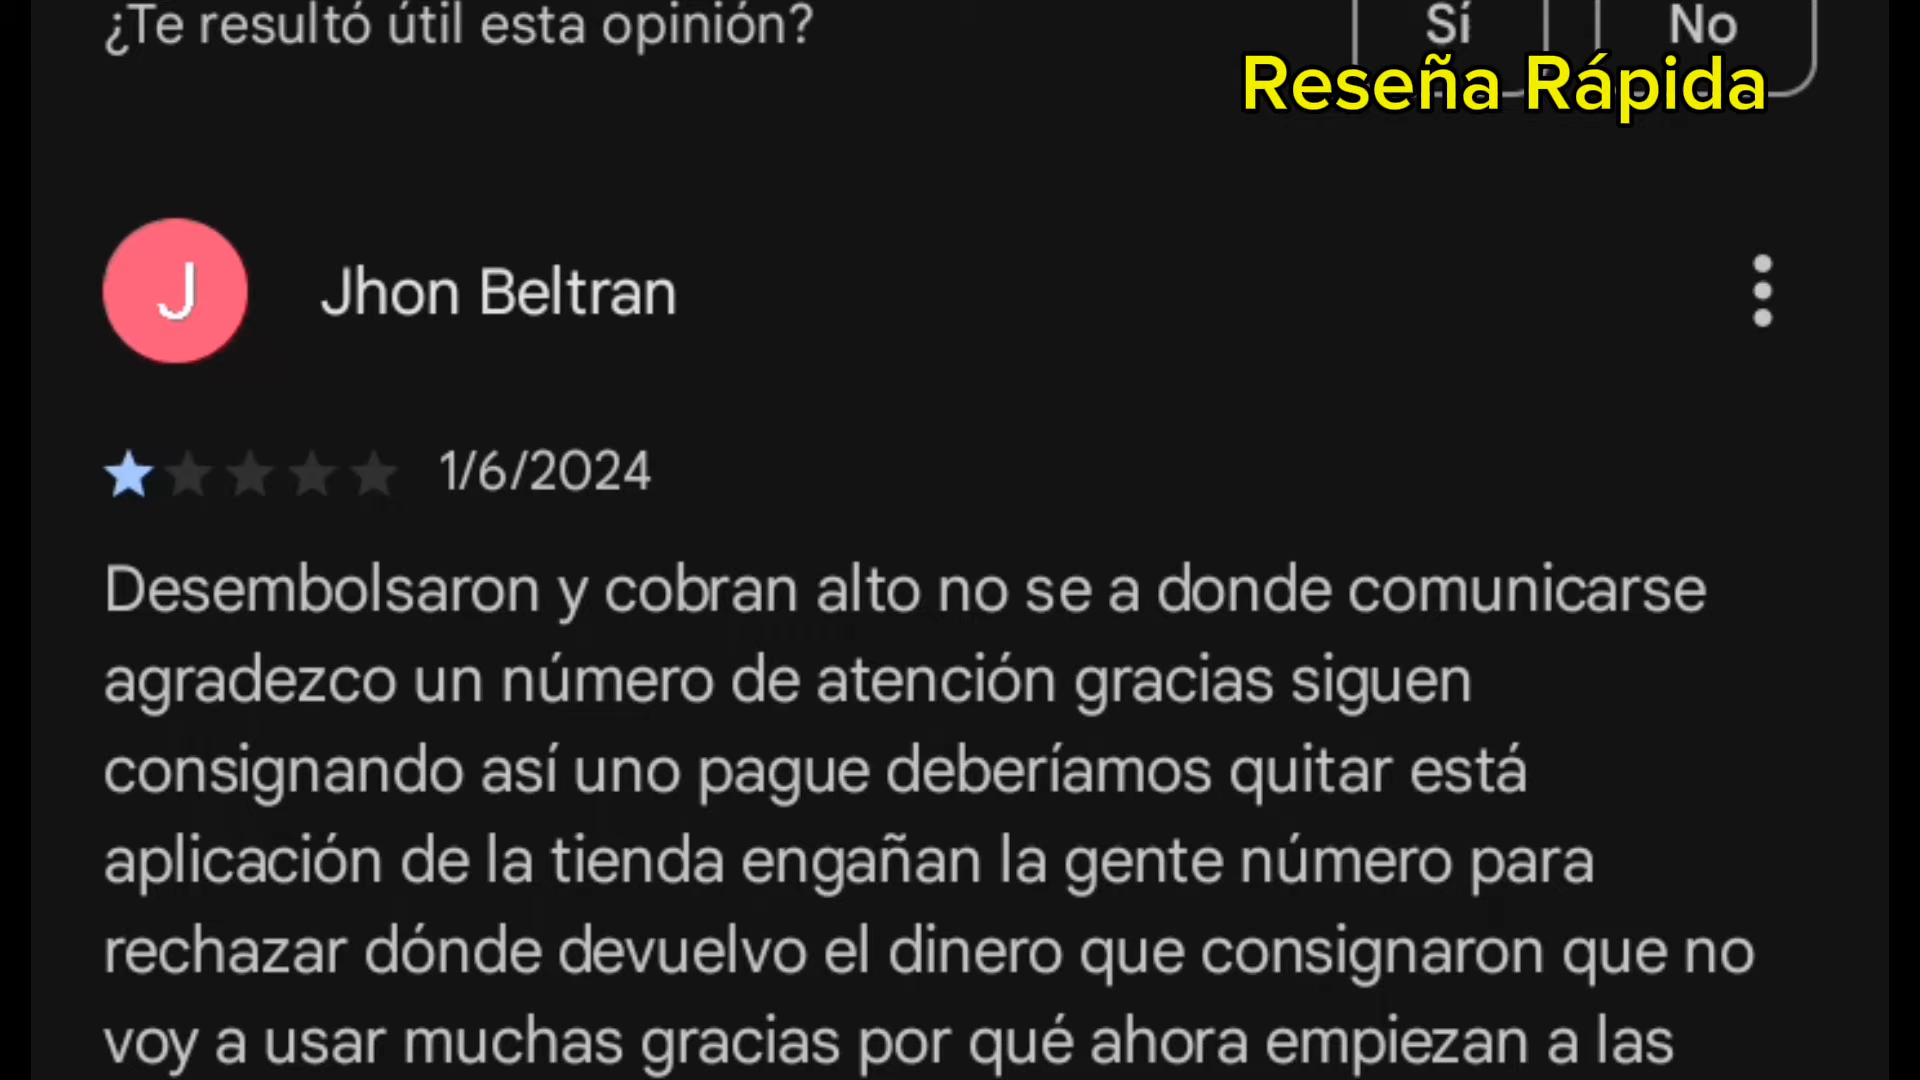 ¿Te resultó útil esta opinión?
Sí
No
Reseña Rápida
J
Jhon Beltran
1/6/2024
Desembolsaron y cobran alto no se a donde comunicarse
agradezco un número de atención gracias siguen
consignando así uno pague deberíamos quitar está
aplicación de la tienda engañan la gente número para
rechazar dónde devuelvo el dinero que consignaron que no
voy a usar muchas gracias por qué ahora empiezan a las